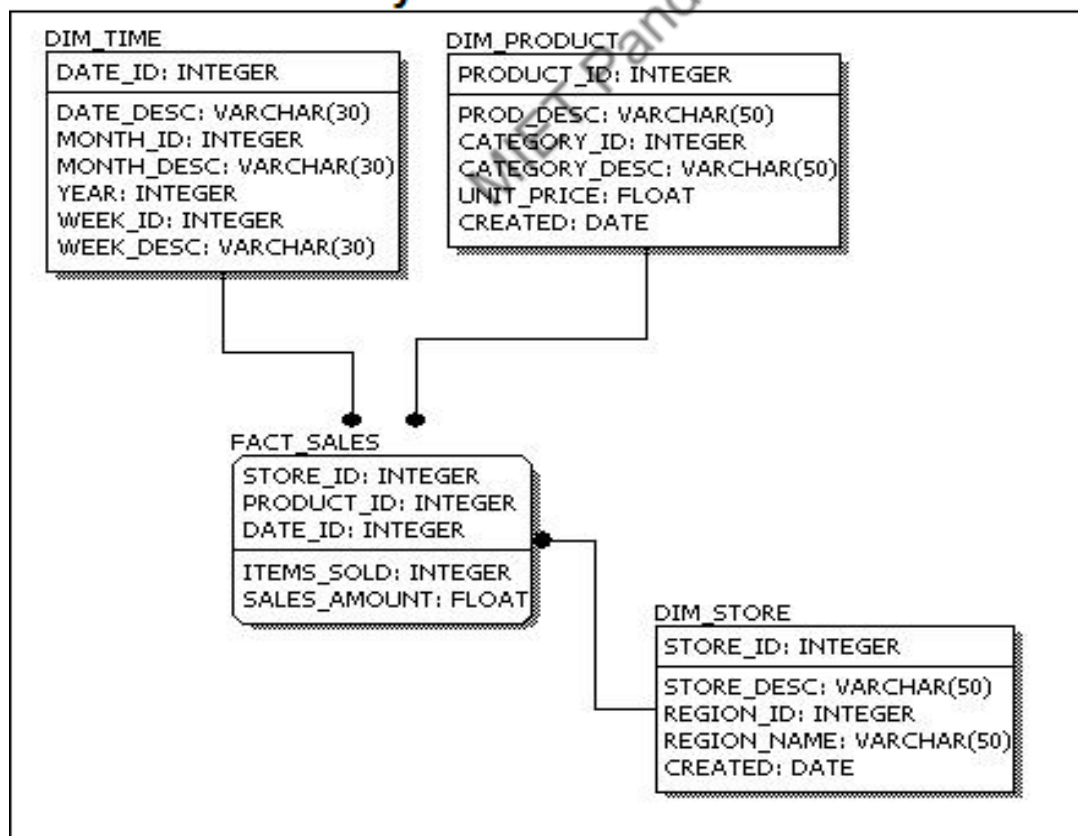 DIM_TIME
DATE_ID: INTEGER
DATE_DESC: VARCHAR(30)
MONTH_ID: INTEGER
MONTH_DESC: VARCHAR(30)
YEAR: INTEGER
WEEK_ID: INTEGER
WEEK_DESC: VARCHAR(30)
DIM_PRODUCT
PRODUCT_ID: INTEGER
PROD_DESC: VARCHAR(50)
CATEGORY_ID: INTEGER
CATEGORY_DESC: VARCHAR(50)
UNIT_PRICE: FLOAT
CREATED: DATE
MIET
FACT_SALES
STORE_ID: INTEGER
PRODUCT_ID: INTEGER
DATE_ID: INTEGER
ITEMS_SOLD: INTEGER
SALES_AMOUNT: FLOAT
DIM_STORE
STORE_ID: INTEGER
STORE_DESC: VARCHAR(50)
REGION_ID: INTEGER
REGION_NAME: VARCHAR(50)
CREATED: DATE